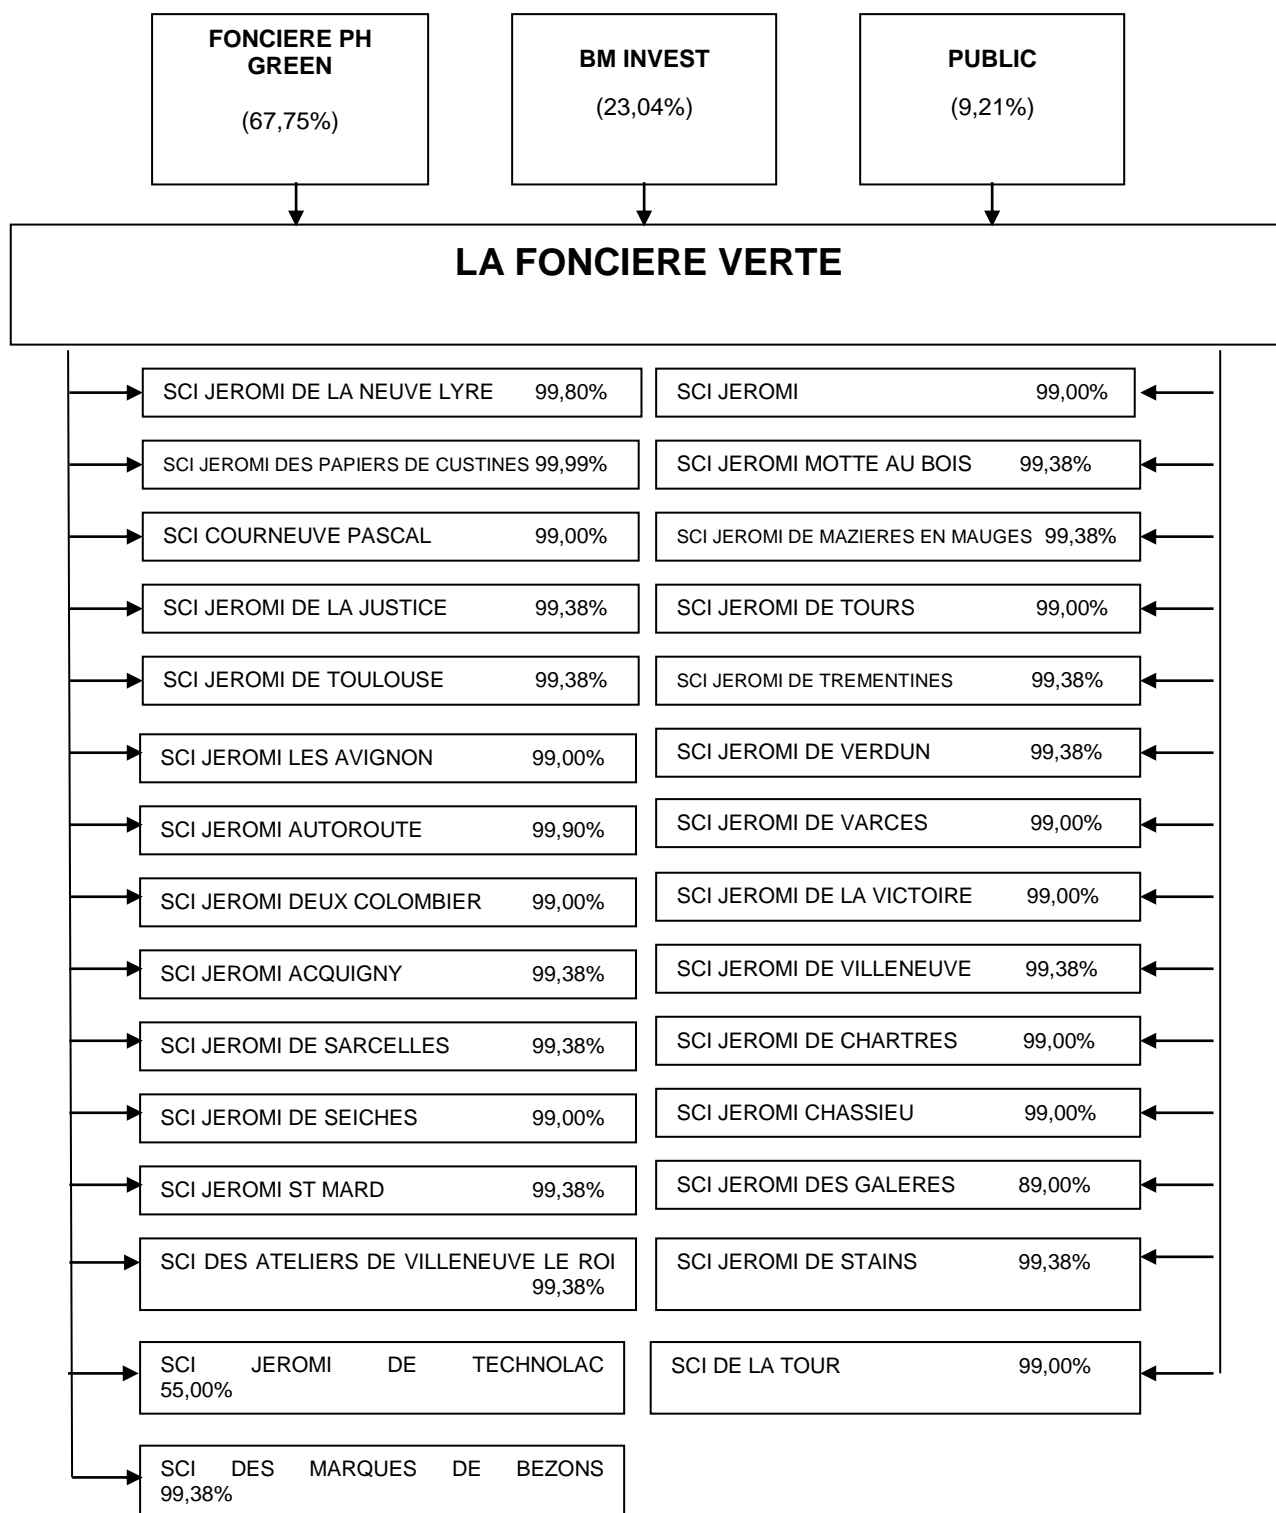 FONCIERE PH
GREEN
(67,75%)
BM INVEST
(23,04%)
PUBLIC
(9,21%)
LA FONCIERE VERTE
SCI JEROMI DE LA NEUVE LYRE 99,80%
SCI JEROMI 99,00%
SCI JEROMI DES PAPIERS DE CUSTINES 99,99%
SCI JEROMI MOTTE AU BOIS 99,38%
SCI COURNEUVE PASCAL 99,00%
SCI JEROMI DE MAZIERES EN MAUGES 99,38%
SCI JEROMI DE LA JUSTICE 99,38%
SCI JEROMI DE TOURS 99,00%
SCI JEROMI DE TOULOUSE 99,38%
SCI JEROMI DE TREMENTINES 99,38%
SCI JEROMI LES AVIGNON 99,00%
SCI JEROMI DE VERDUN 99,38%
SCI JEROMI AUTOROUTE 99,90%
SCI JEROMI DE VARCES 99,00%
SCI JEROMI DEUX COLOMBIER 99,00%
SCI JEROMI DE LA VICTOIRE 99,00%
SCI JEROMI ACQUIGNY 99,38%
SCI JEROMI DE VILLENEUVE 99,38%
SCI JEROMI DE SARCELLES 99,38%
SCI JEROMI DE CHARTRES 99,00%
SCI JEROMI DE SEICHES 99,00%
SCI JEROMI CHASSIEU 99,00%
SCI JEROMI ST MARD 99,38%
SCI JEROMI DES GALERES 89,00%
SCI DES ATELIERS DE VILLENEUVE LE ROI
99,38%
SCI JEROMI DE STAINS 99,38%
SCI JEROMI DE TECHNOLAC
55,00%
SCI DE LA TOUR 99,00%
SCI DES MARQUES DE BEZONS
99,38%